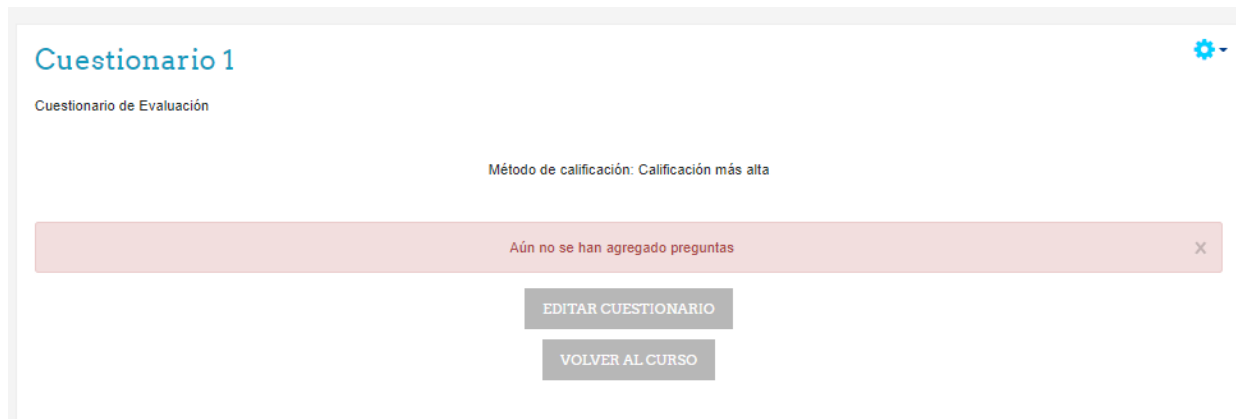 Cuestionario 1
Cuestionario de Evaluación
Método de calificación: Calificación más alta
Aún no se han agregado preguntas
x
EDITAR CUESTIONARIO
VOLVER AL CURSO